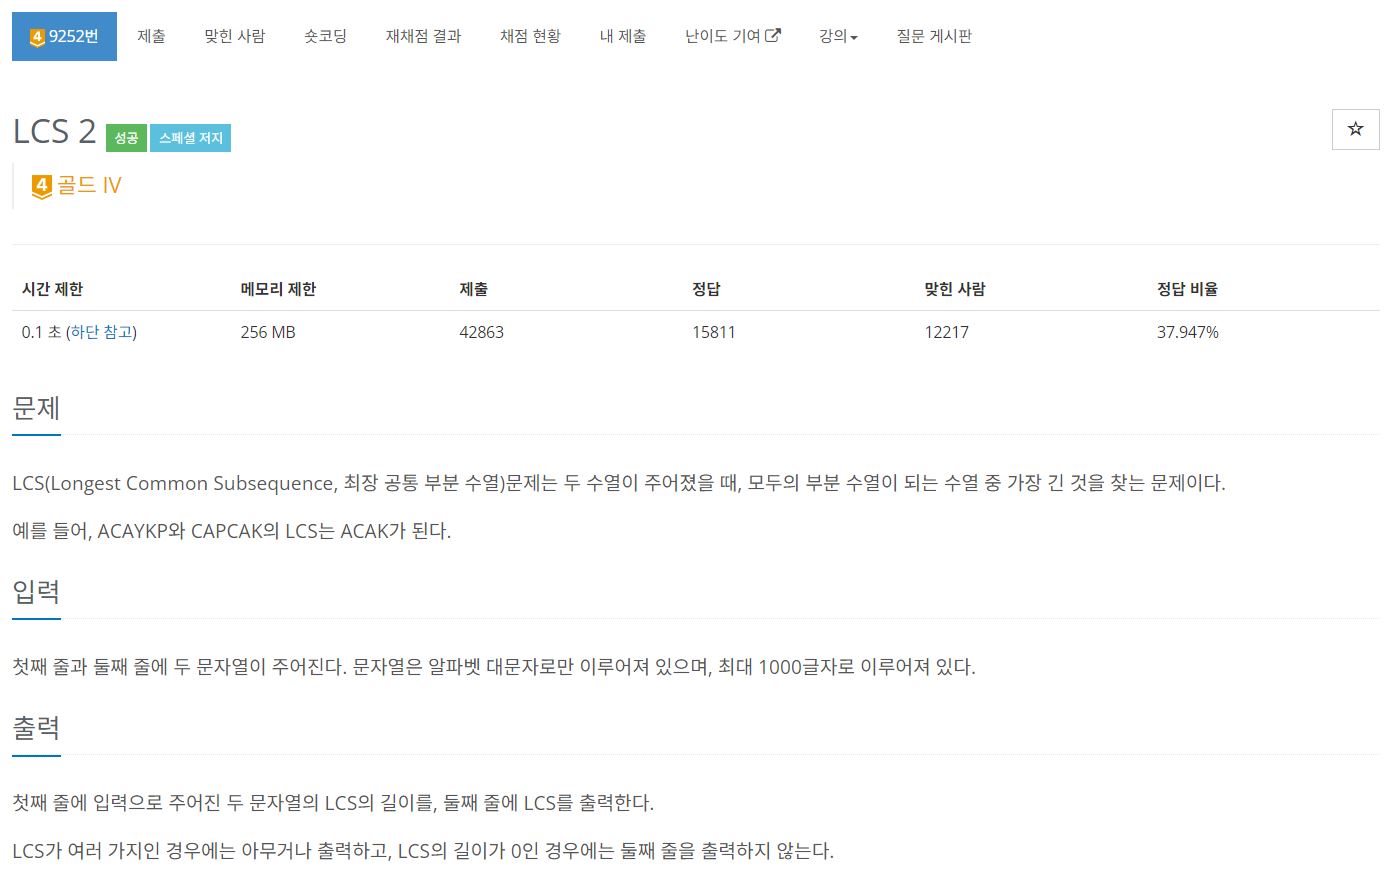 4 9252번 제출 맞힌 사람 숏코딩 재채점 결과 채점 현황 내 제출 난이도 기여 강의 질문 게시판
LCS 2 성공 스페셜 저지
4 골드 IV
시간 제한 메모리 제한 제출 정답 맞힌 사람 정답 비율
0.1 초 (하단 참고) 256 MB 42863 15811 12217 37.947%
문제
LCS(Longest Common Subsequence, 최장 공통 부분 수열)문제는 두 수열이 주어졌을 때, 모두의 부분 수열이 되는 수열 중 가장 긴 것을 찾는 문제이다.
예를 들어, ACAYKP와 CAPCAK의 LCS는 ACAK가 된다.
입력
첫째 줄과 둘째 줄에 두 문자열이 주어진다. 문자열은 알파벳 대문자로만 이루어져 있으며, 최대 1000글자로 이루어져 있다.
출력
첫째 줄에 입력으로 주어진 두 문자열의 LCS의 길이를, 둘째 줄에 LCS를 출력한다.
LCS가 여러 가지인 경우에는 아무거나 출력하고, LCS의 길이가 0인 경우에는 둘째 줄을 출력하지 않는다.